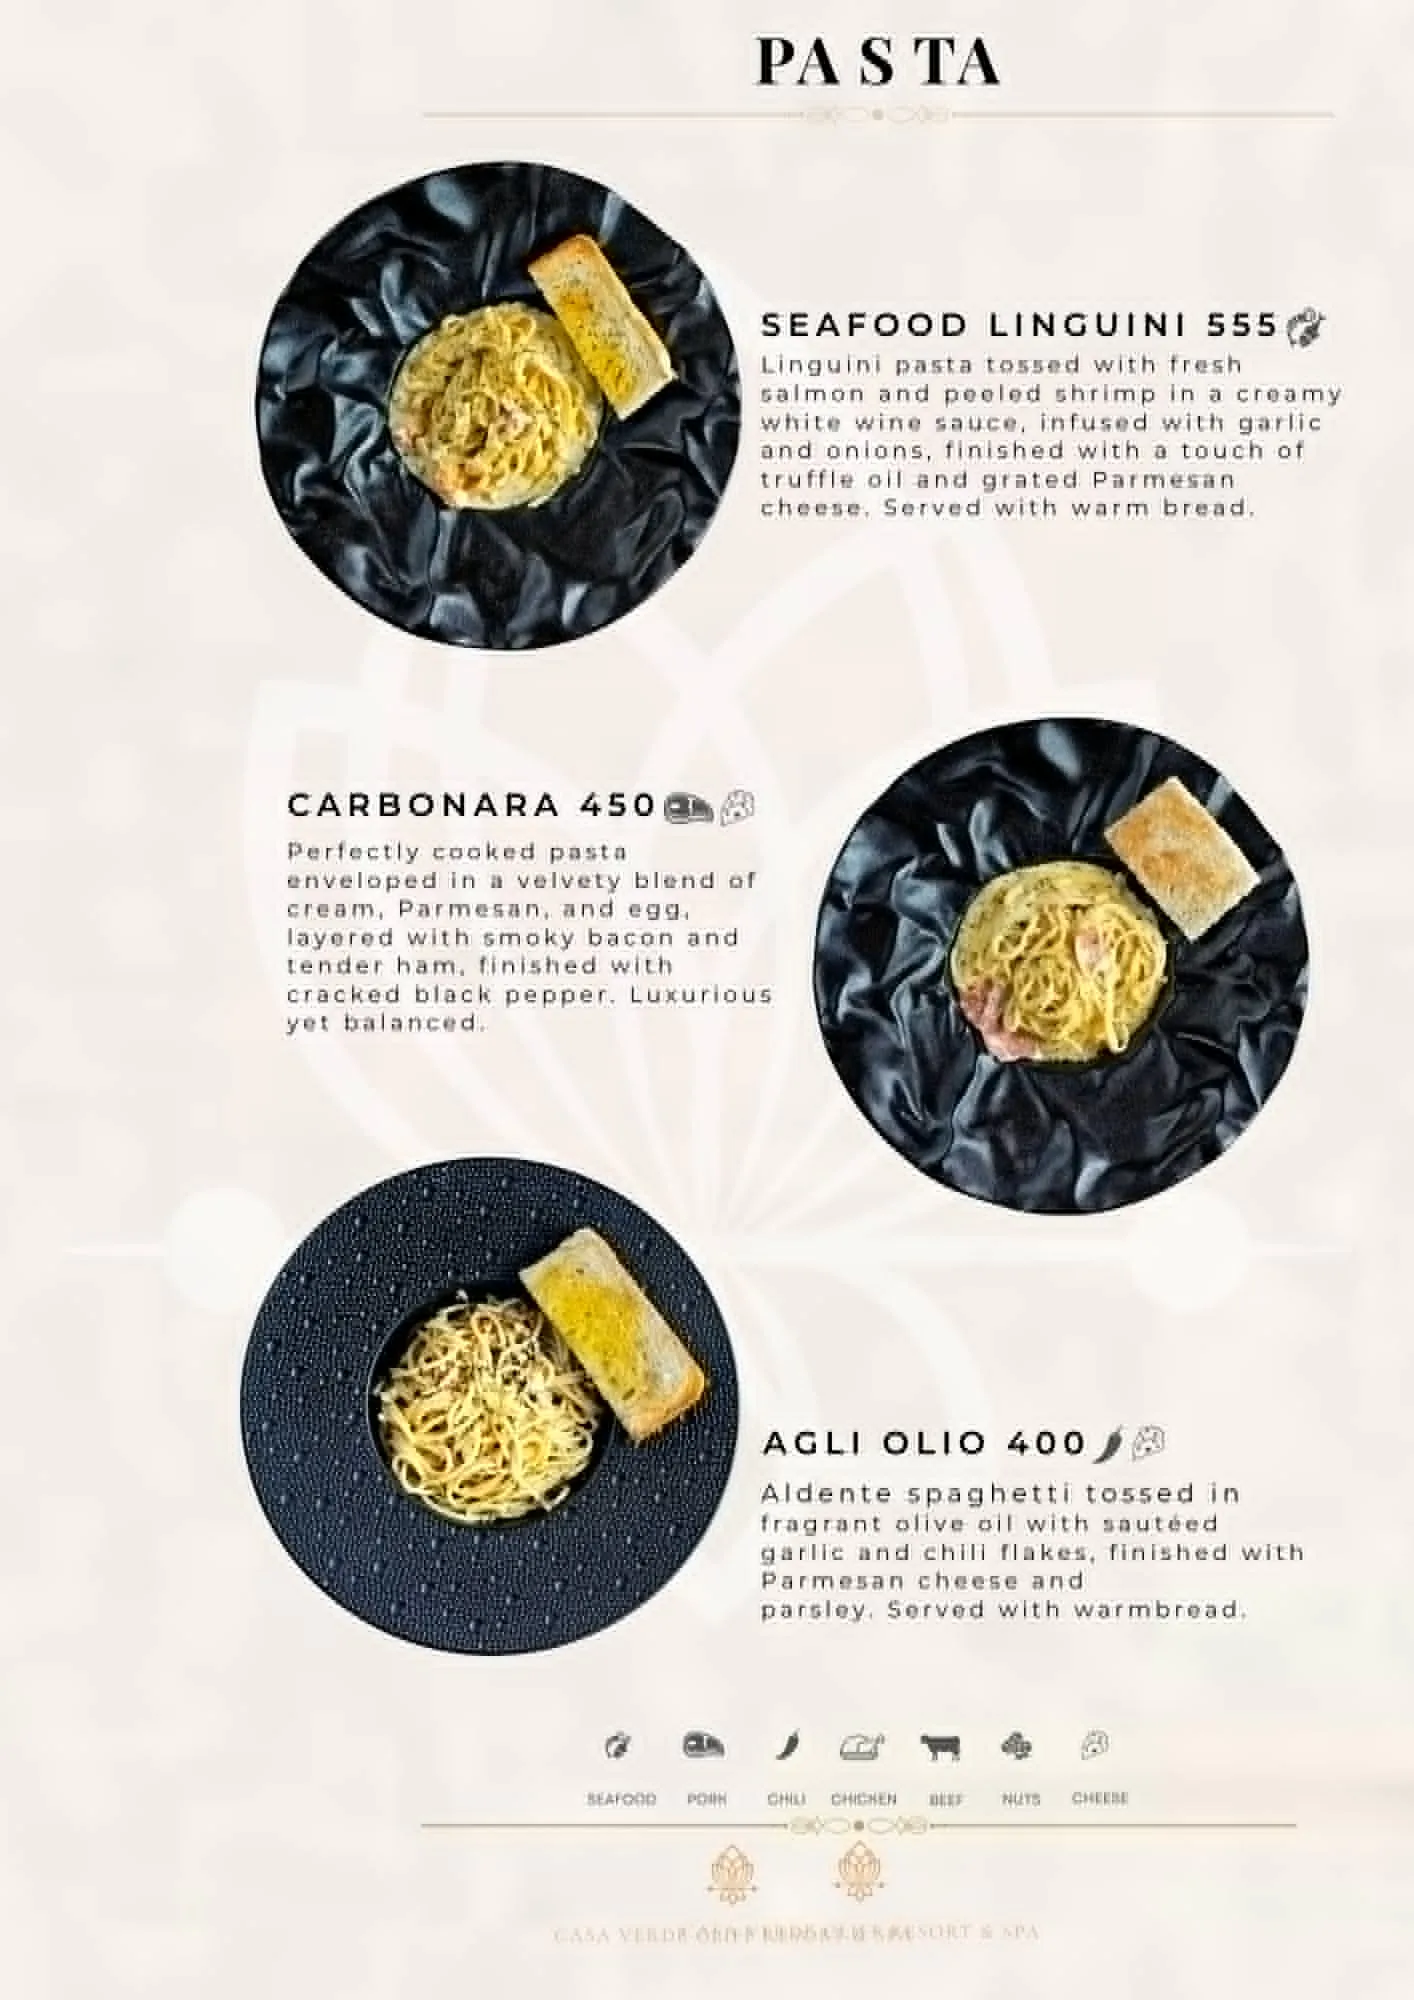 PASTA
SEAFOOD LINGUINI 555
Linguini pasta tossed with fresh
salmon and peeled shrimp in a creamy
white wine sauce, infused with garlic
and onions, finished with a touch of
truffle oil and grated Parmesan
cheese. Served with warm bread.
CARBONARA 450
Perfectly cooked pasta
enveloped in a velvety blend of
cream, Parmesan, and egg,
layered with smoky bacon and
tender ham, finished with
cracked black pepper. Luxurious
yet balanced.
AGLI OLIO 400
Aldente spaghetti tossed in
fragrant olive oil with sautéed
garlic and chili flakes, finished with
Parmesan cheese and
parsley. Served with warmbread.
SEAFOOD PORK CHILI CHICKEN BEEF NUTS CHEESE
CASA VERDE RESORT & SPA